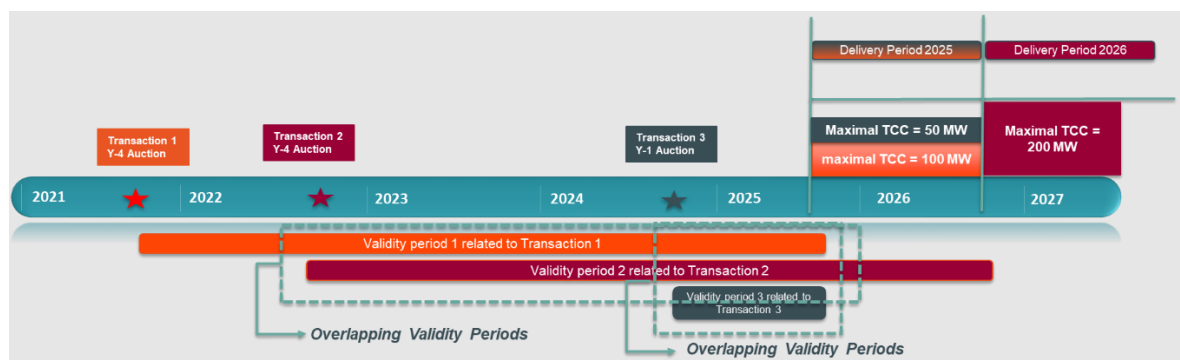 Delivery Period 2025
Delivery Period 2026
Transaction 1
Y-4 Auction
Transaction 2
Y-4 Auction
Transaction 3
Y-1 Auction
Maximal TCC = 50 MW
maximal TCC = 100 MW
Maximal TCC =
200 MW
2021
2022
2023
2024
2025
2026
2027
Validity period 1 related to Transaction 1
Validity period 2 related to Transaction 2
Validity period 3 related to
Transaction 3
Overlapping Validity Periods
Overlapping Validity Periods